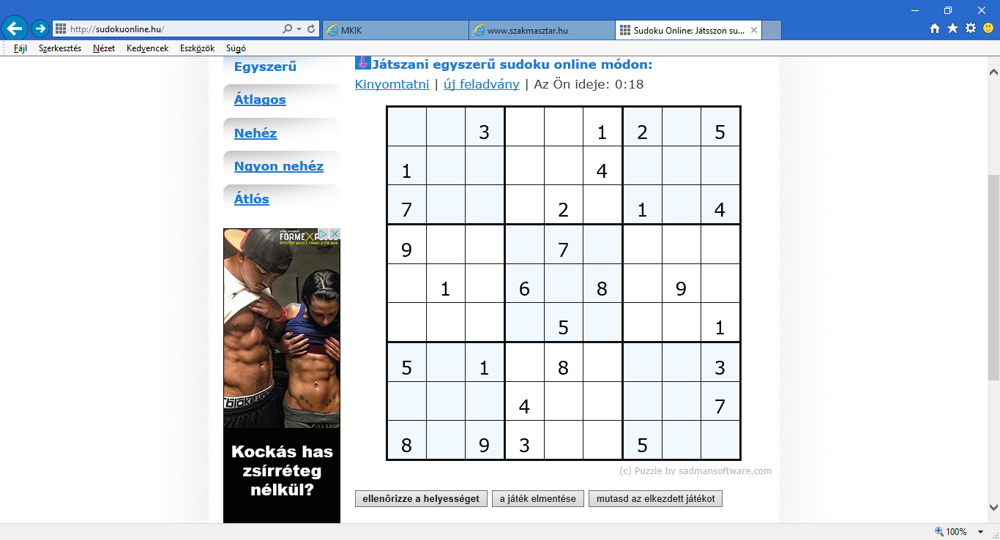 http://sudokuonline.hu/
MKIK
www.szakmasztar.hu
Sudoku Online: Játsszon su...
Fájl Szerkesztés Nézet Kedvencek Eszközök Súgó
Egyszerű
Átlagos
Nehéz
Ngyon nehéz
Átlós
Játszani egyszerű sudoku online módon:
Kinyomtatni | új feladvány | Az Ön ideje: 0:18
3 1 2 5
1 4
7 2 1 4
9 7
1 6 8 9
5 1
5 1 8 3
4 7
8 9 3 5
(c) Puzzle by sadmansoftware.com
ellenőrizze a helyességet
a játék elmentése
mutasd az elkezdett játékot
Kockás has
zsírréteg
nélkül?
100%